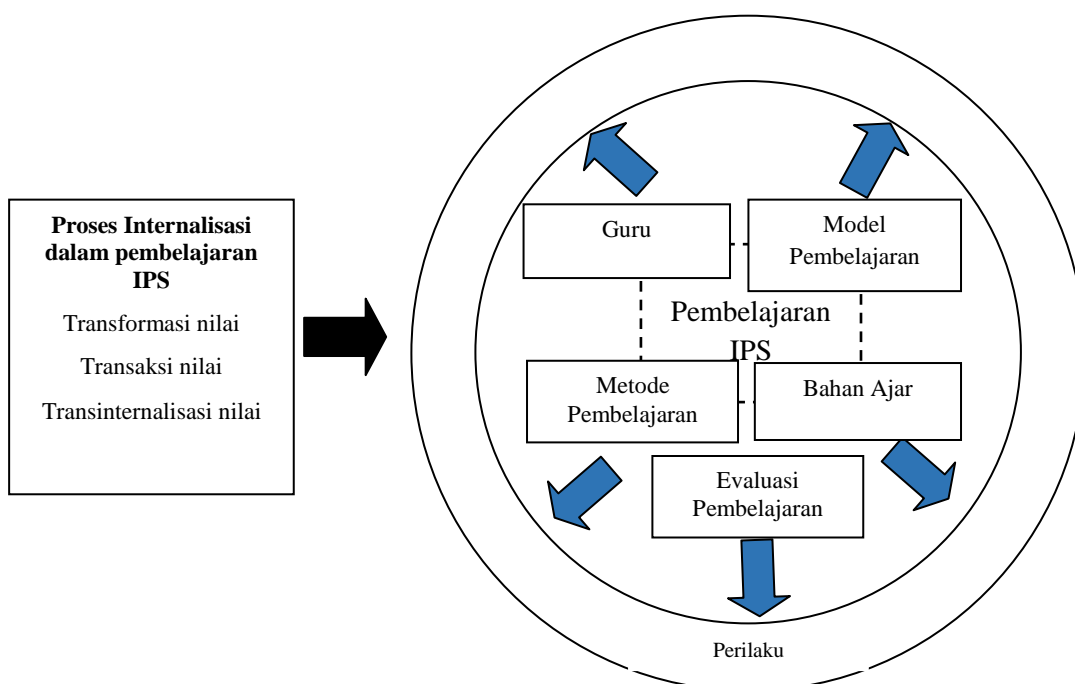 Proses Internalisasi
dalam pembelajaran
IPS
Transformasi nilai
Transaksi nilai
Transinternalisasi nilai
Guru
Model
Pembelajaran
Pembelajaran
IPS
Metode
Pembelajaran
Bahan Ajar
Evaluasi
Pembelajaran
Perilaku